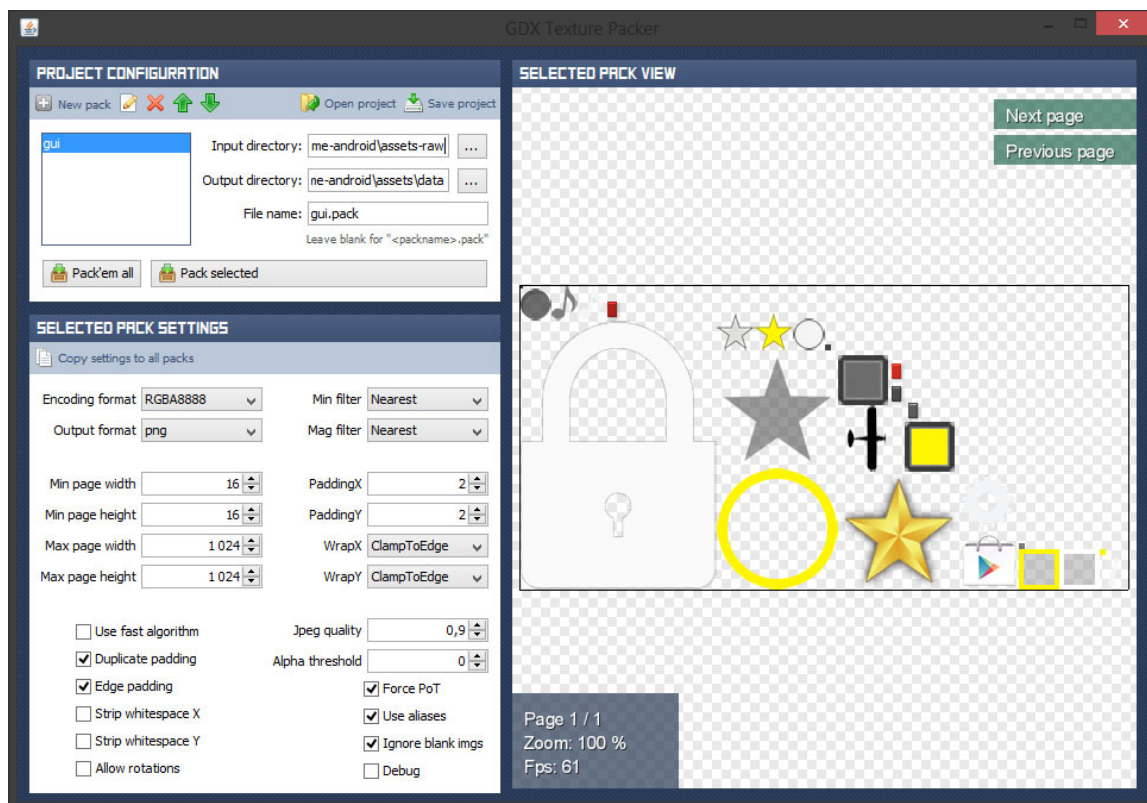 GDX Texture Packer
PROJECT CONFIGURATION
New pack
Open project
Save project
gui
Input directory: me-android\assets-raw ...
Output directory: ne-android\assets\data ...
File name: gui.pack
Leave blank for "<packname>.pack"
Pack'em all
Pack selected
SELECTED PACK SETTINGS
Copy settings to all packs
Encoding format RGBA8888
Min filter Nearest
Output format png
Mag filter Nearest
Min page width 16
PaddingX 2
Min page height 16
PaddingY 2
Max page width 1 024
WrapX ClampToEdge
Max page height 1 024
WrapY ClampToEdge
Use fast algorithm
Jpeg quality 0,9
Duplicate padding
Alpha threshold 0
Edge padding
Force PoT
Strip whitespace X
Use aliases
Strip whitespace Y
Ignore blank imgs
Allow rotations
Debug
SELECTED PACK VIEW
Next page
Previous page
Page 1 / 1
Zoom: 100 %
Fps: 61